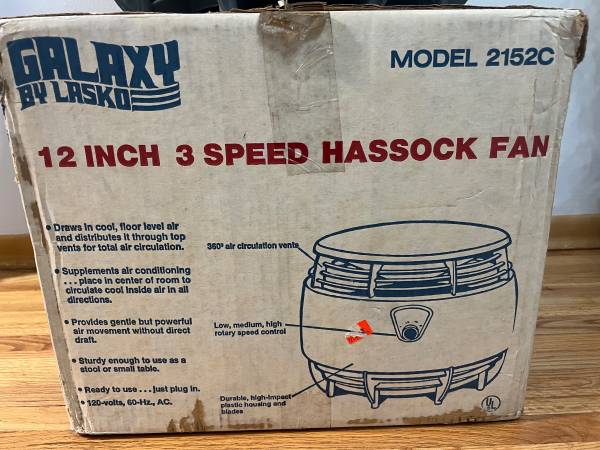 GALAXY
BY LASKO
MODEL 2152C
12 INCH 3 SPEED HASSOCK FAN
• Draws in cool, floor level air
and distributes it through top
vents for total air circulation.
• Supplements air conditioning
...place in center of room to
circulate cool inside air in all
directions.
• Provides gentle but powerful
air movement without direct
draft.
• Sturdy enough to use as a
stool or small table.
• Ready to use...just plug in.
• 120-volts, 60-Hz., AC.
360º air circulation vents
Low, medium, high
rotary speed control
Durable, high-impact
plastic housing and
blades
UL